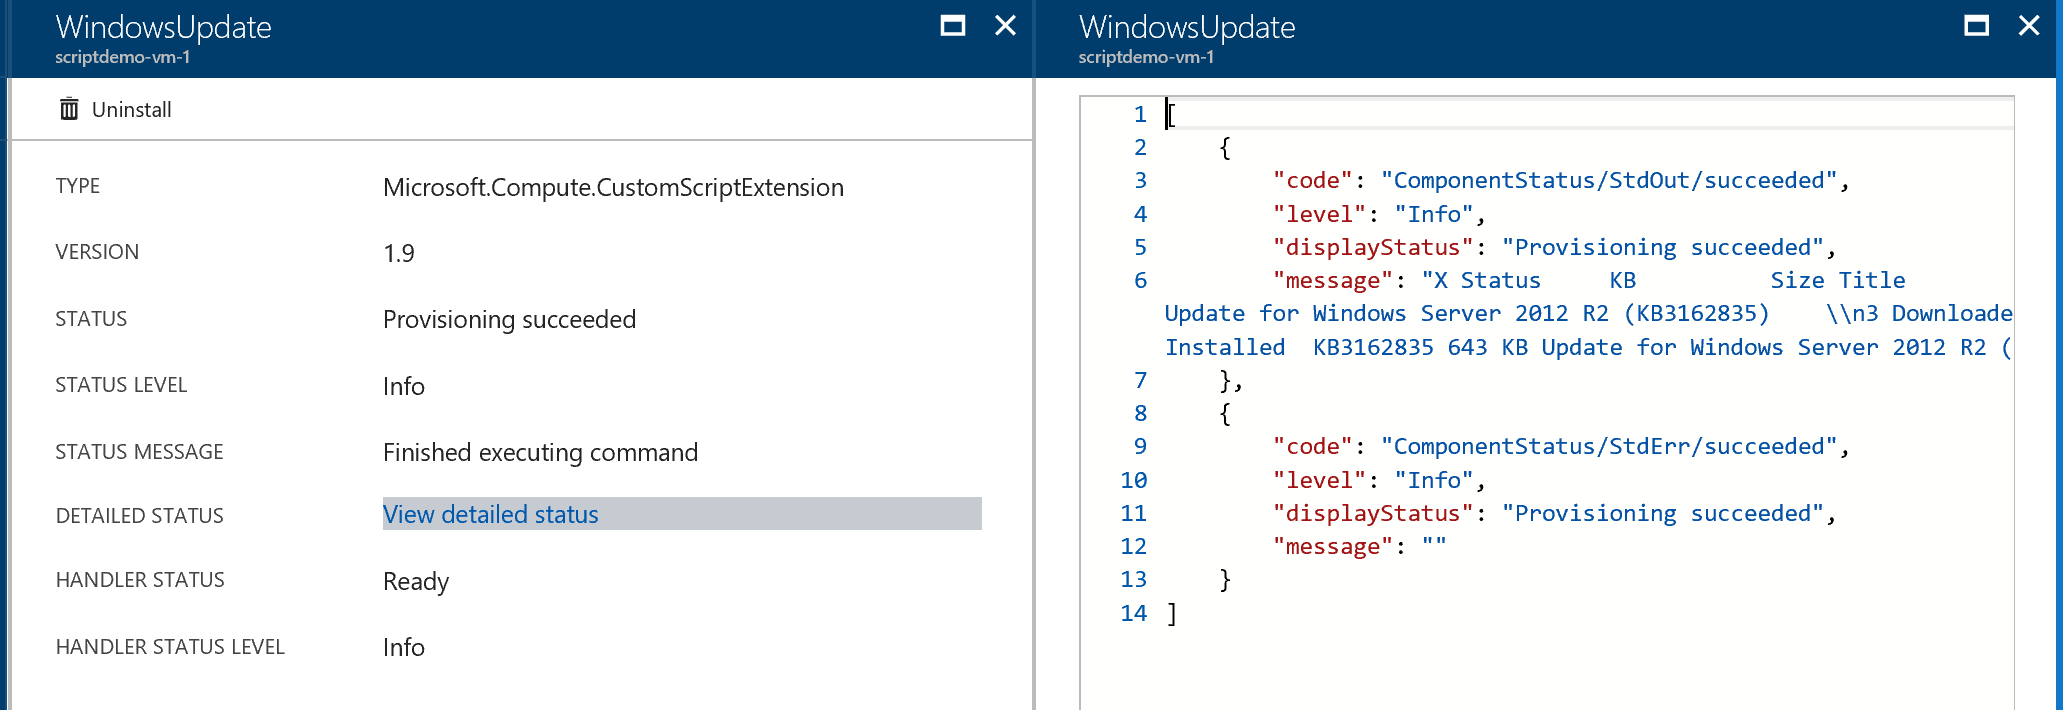 WindowsUpdate
scriptdemo-vm-1
Uninstall
TYPE Microsoft.Compute.CustomScriptExtension
VERSION 1.9
STATUS Provisioning succeeded
STATUS LEVEL Info
STATUS MESSAGE Finished executing command
DETAILED STATUS View detailed status
HANDLER STATUS Ready
HANDLER STATUS LEVEL Info
WindowsUpdate
scriptdemo-vm-1
1 [
2 {
3 "code": "ComponentStatus/StdOut/succeeded",
4 "level": "Info",
5 "displayStatus": "Provisioning succeeded",
6 "message": "X Status KB Size Title
Update for Windows Server 2012 R2 (KB3162835) \\n3 Downloade
Installed KB3162835 643 KB Update for Windows Server 2012 R2 (
7 },
8 {
9 "code": "ComponentStatus/StdErr/succeeded",
10 "level": "Info",
11 "displayStatus": "Provisioning succeeded",
12 "message": ""
13 }
14 ]